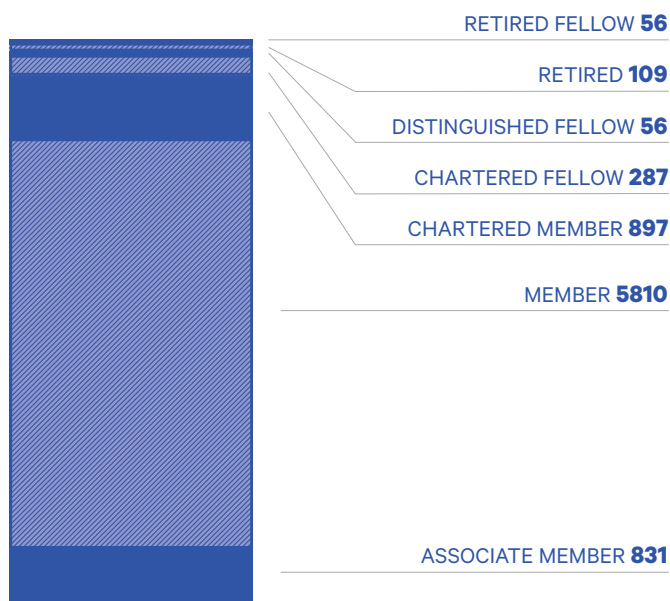 RETIRED FELLOW 56
RETIRED 109
DISTINGUISHED FELLOW 56
CHARTERED FELLOW 287
CHARTERED MEMBER 897
MEMBER 5810
ASSOCIATE MEMBER 831